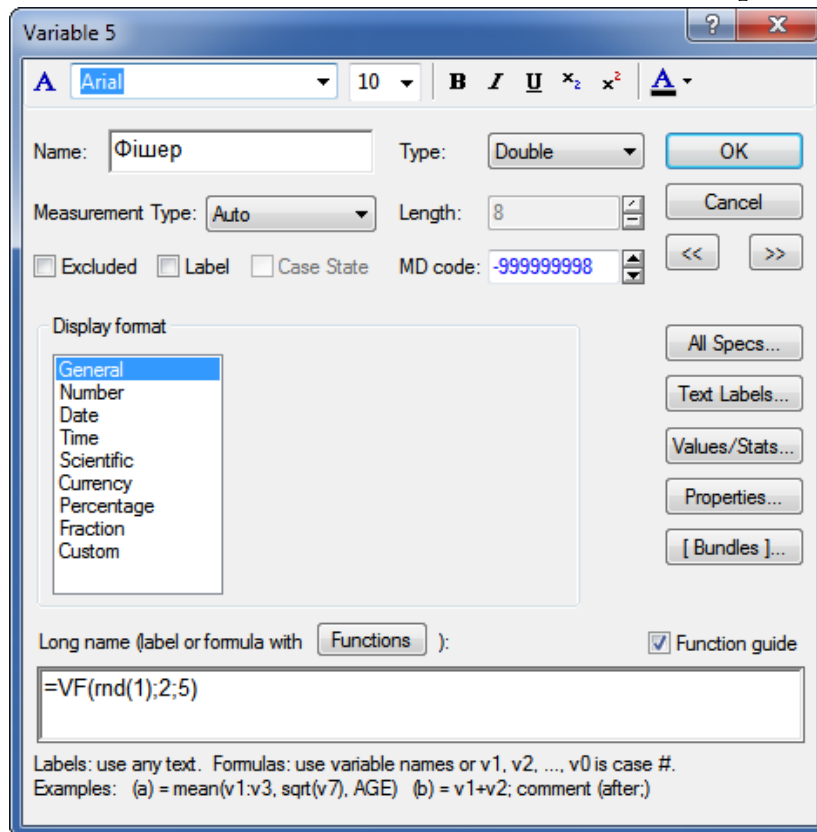 Variable 5
A Arial 10 B I U x₂ x² A
Name: Фішер Type: Double OK
Measurement Type: Auto Length: 8 Cancel
Excluded Label Case State MD code: -999999998 << >>
Display format
All Specs...
General
Number
Text Labels...
Date
Time
Values/Stats...
Scientific
Currency
Percentage
Properties...
Fraction
Custom
[ Bundles ]...
Long name (label or formula with Functions ): Function guide
=VF(rnd(1);2;5)
Labels: use any text. Formulas: use variable names or v1, v2, ..., v0 is case #.
Examples: (a) = mean(v1:v3, sqrt(v7), AGE) (b) = v1+v2; comment (after;)